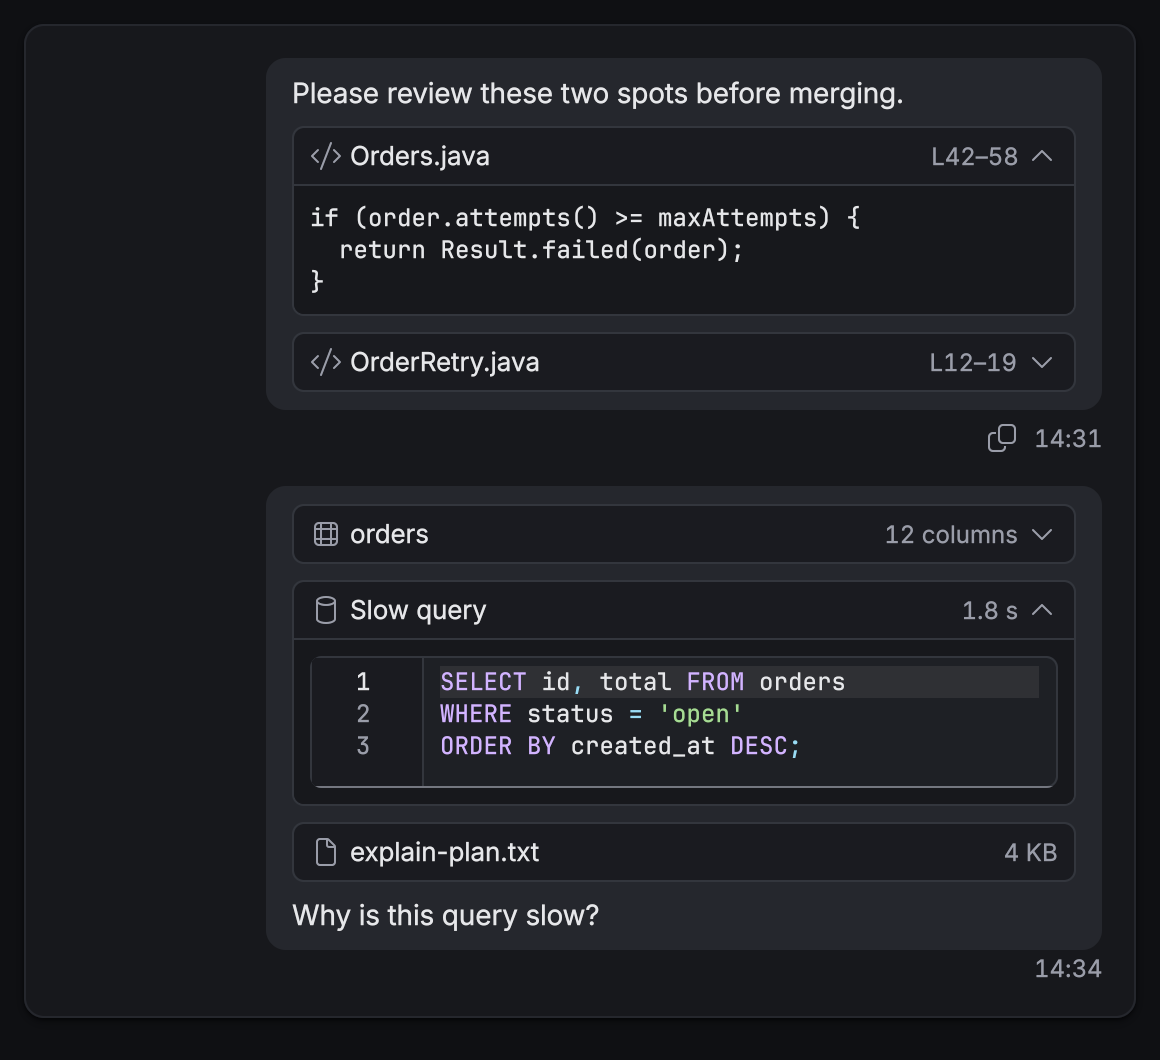 Please review these two spots before merging.
</> Orders.java L42–58
if (order.attempts() >= maxAttempts) {
  return Result.failed(order);
}
</> OrderRetry.java L12–19
14:31
orders 12 columns
Slow query 1.8 s
1 SELECT id, total FROM orders
2 WHERE status = 'open'
3 ORDER BY created_at DESC;
explain-plan.txt 4 KB
Why is this query slow?
14:34